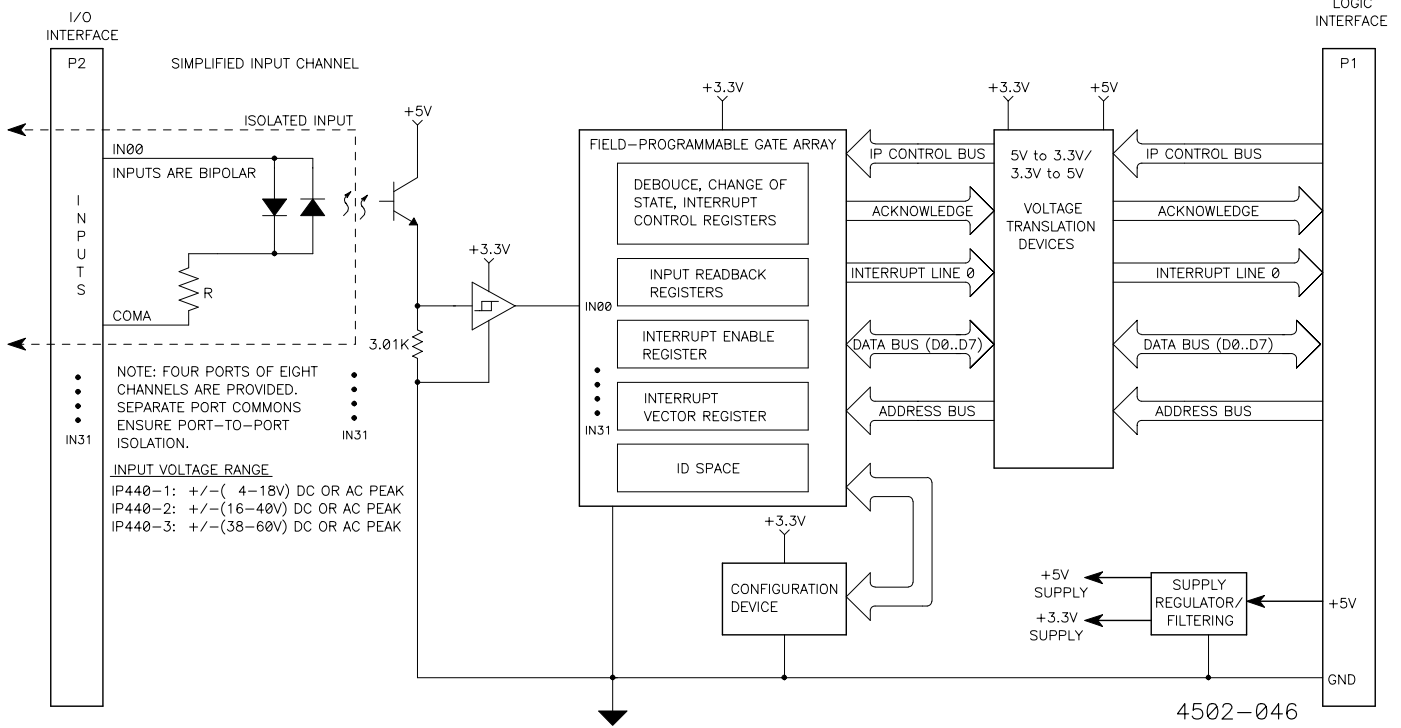 I/O
INTERFACE
P2
SIMPLIFIED INPUT CHANNEL
ISOLATED INPUT
+5V
IN00
INPUTS ARE BIPOLAR
INPUTS
R
COMA
3.01K
+3.3V
NOTE: FOUR PORTS OF EIGHT
CHANNELS ARE PROVIDED.
SEPARATE PORT COMMONS
ENSURE PORT-TO-PORT
ISOLATION.
IN31
IN31
INPUT VOLTAGE RANGE
IP440-1: +/-( 4-18V) DC OR AC PEAK
IP440-2: +/-(16-40V) DC OR AC PEAK
IP440-3: +/-(38-60V) DC OR AC PEAK
+3.3V
FIELD-PROGRAMMABLE GATE ARRAY
DEBOUCE, CHANGE OF
STATE, INTERRUPT
CONTROL REGISTERS
INPUT READBACK
REGISTERS
IN00
INTERRUPT ENABLE
REGISTER
INTERRUPT
VECTOR REGISTER
IN31
ID SPACE
+3.3V
CONFIGURATION
DEVICE
IP CONTROL BUS
ACKNOWLEDGE
INTERRUPT LINE 0
DATA BUS (D0..D7)
ADDRESS BUS
+3.3V
+5V
5V to 3.3V/
3.3V to 5V
VOLTAGE
TRANSLATION
DEVICES
IP CONTROL BUS
ACKNOWLEDGE
INTERRUPT LINE 0
DATA BUS (D0..D7)
ADDRESS BUS
LOGIC
INTERFACE
P1
+5V
SUPPLY
+3.3V
SUPPLY
SUPPLY
REGULATOR/
FILTERING
+5V
GND
4502-046